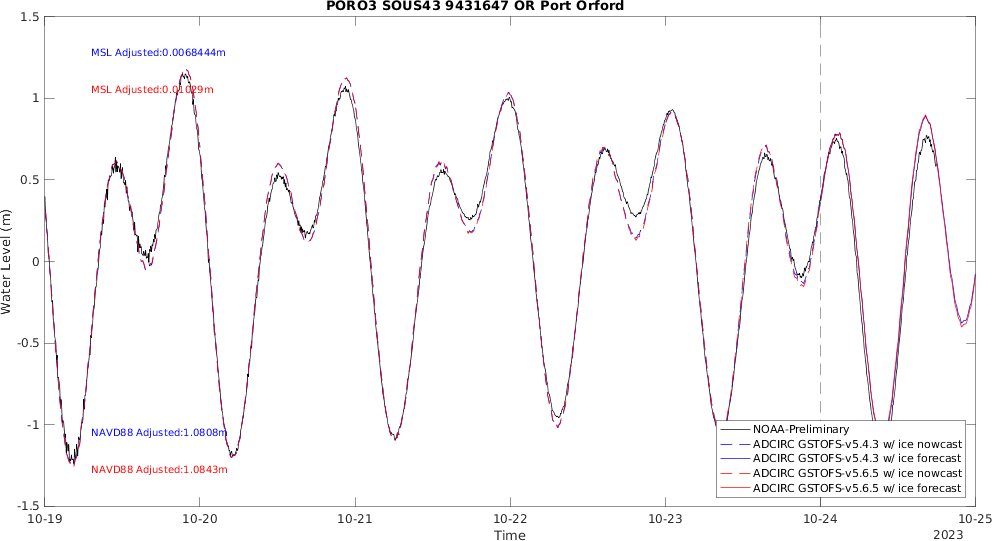 PORO3 SOUS43 9431647 OR Port Orford
1.5
1
0.5
0
-0.5
-1
-1.5
Water Level (m)
MSL Adjusted:0.0068444m
MSL Adjusted:0.01029m
NAVD88 Adjusted:1.0808m
NAVD88 Adjusted:1.0843m
NOAA-Preliminary
ADCIRC GSTOFS-v5.4.3 w/ ice nowcast
ADCIRC GSTOFS-v5.4.3 w/ ice forecast
ADCIRC GSTOFS-v5.6.5 w/ ice nowcast
ADCIRC GSTOFS-v5.6.5 w/ ice forecast
10-19 10-20 10-21 10-22 10-23 10-24 10-25
Time
2023